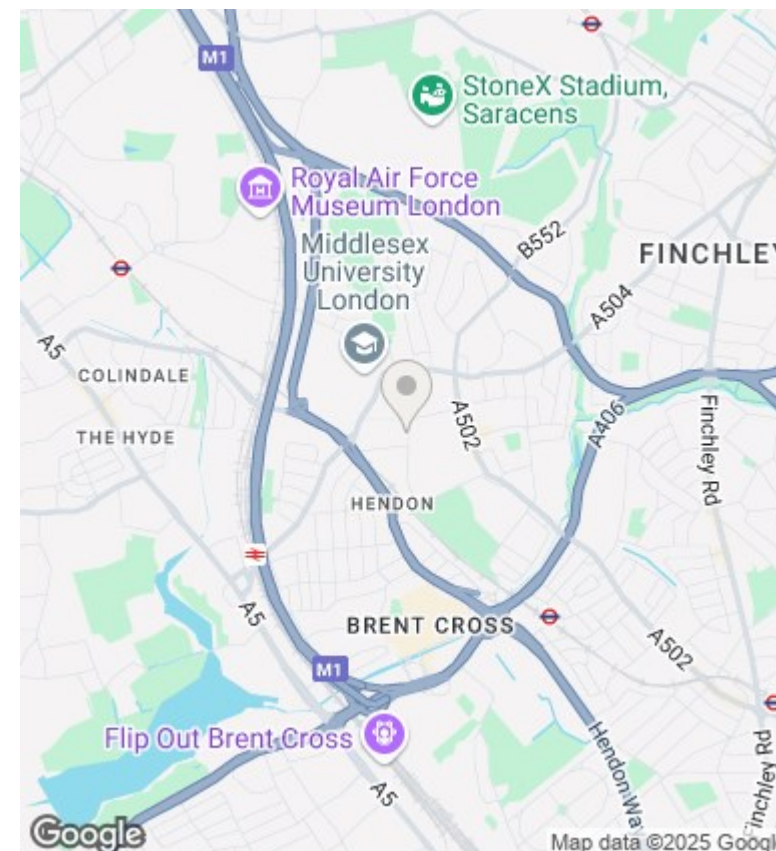 M1
StoneX Stadium,
Saracens
Royal Air Force
Museum London
Middlesex
University
London
B552
FINCHLEY
A504
A5
COLINDALE
THE HYDE
A502
A406
Finchley Rd
HENDON
A5
BRENT CROSS
A502
M1
Flip Out Brent Cross
Hendon Wa
Finchley Rd
A5
Google
Map data ©2025 Googl